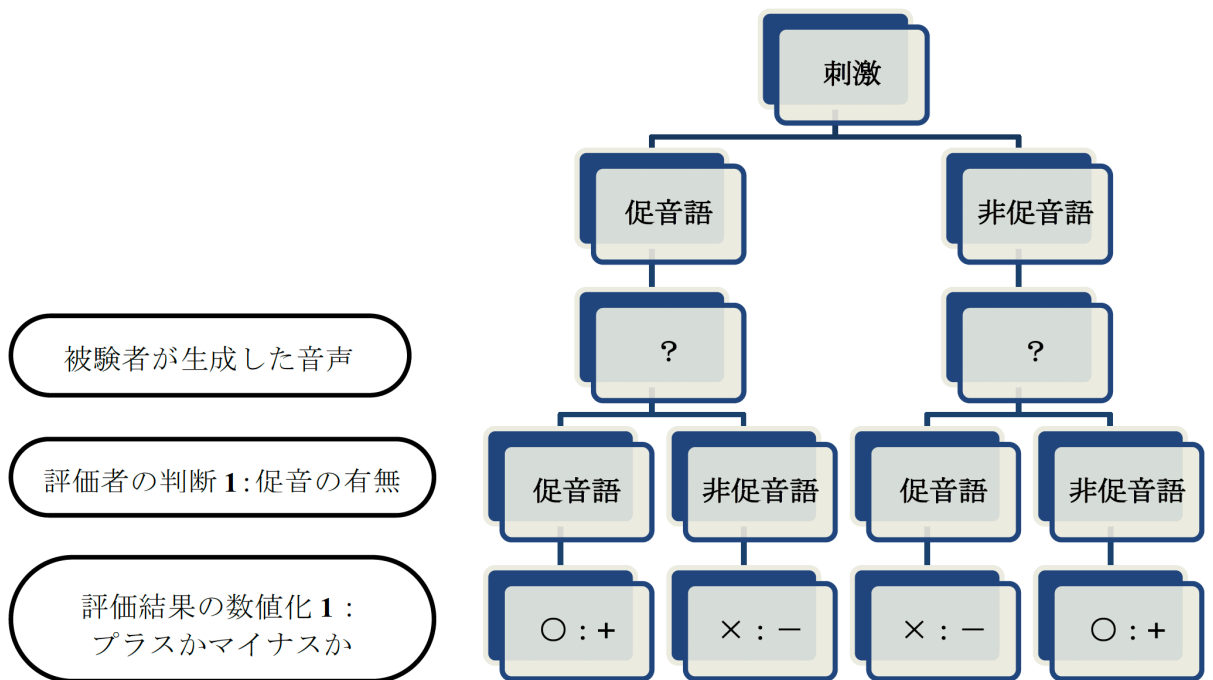 刺激
促音語
非促音語
被験者が生成した音声
?
?
評価者の判断1:促音の有無
促音語
非促音語
促音語
非促音語
評価結果の数値化1:
プラスかマイナスか
○:+
×:−
×:−
○:+